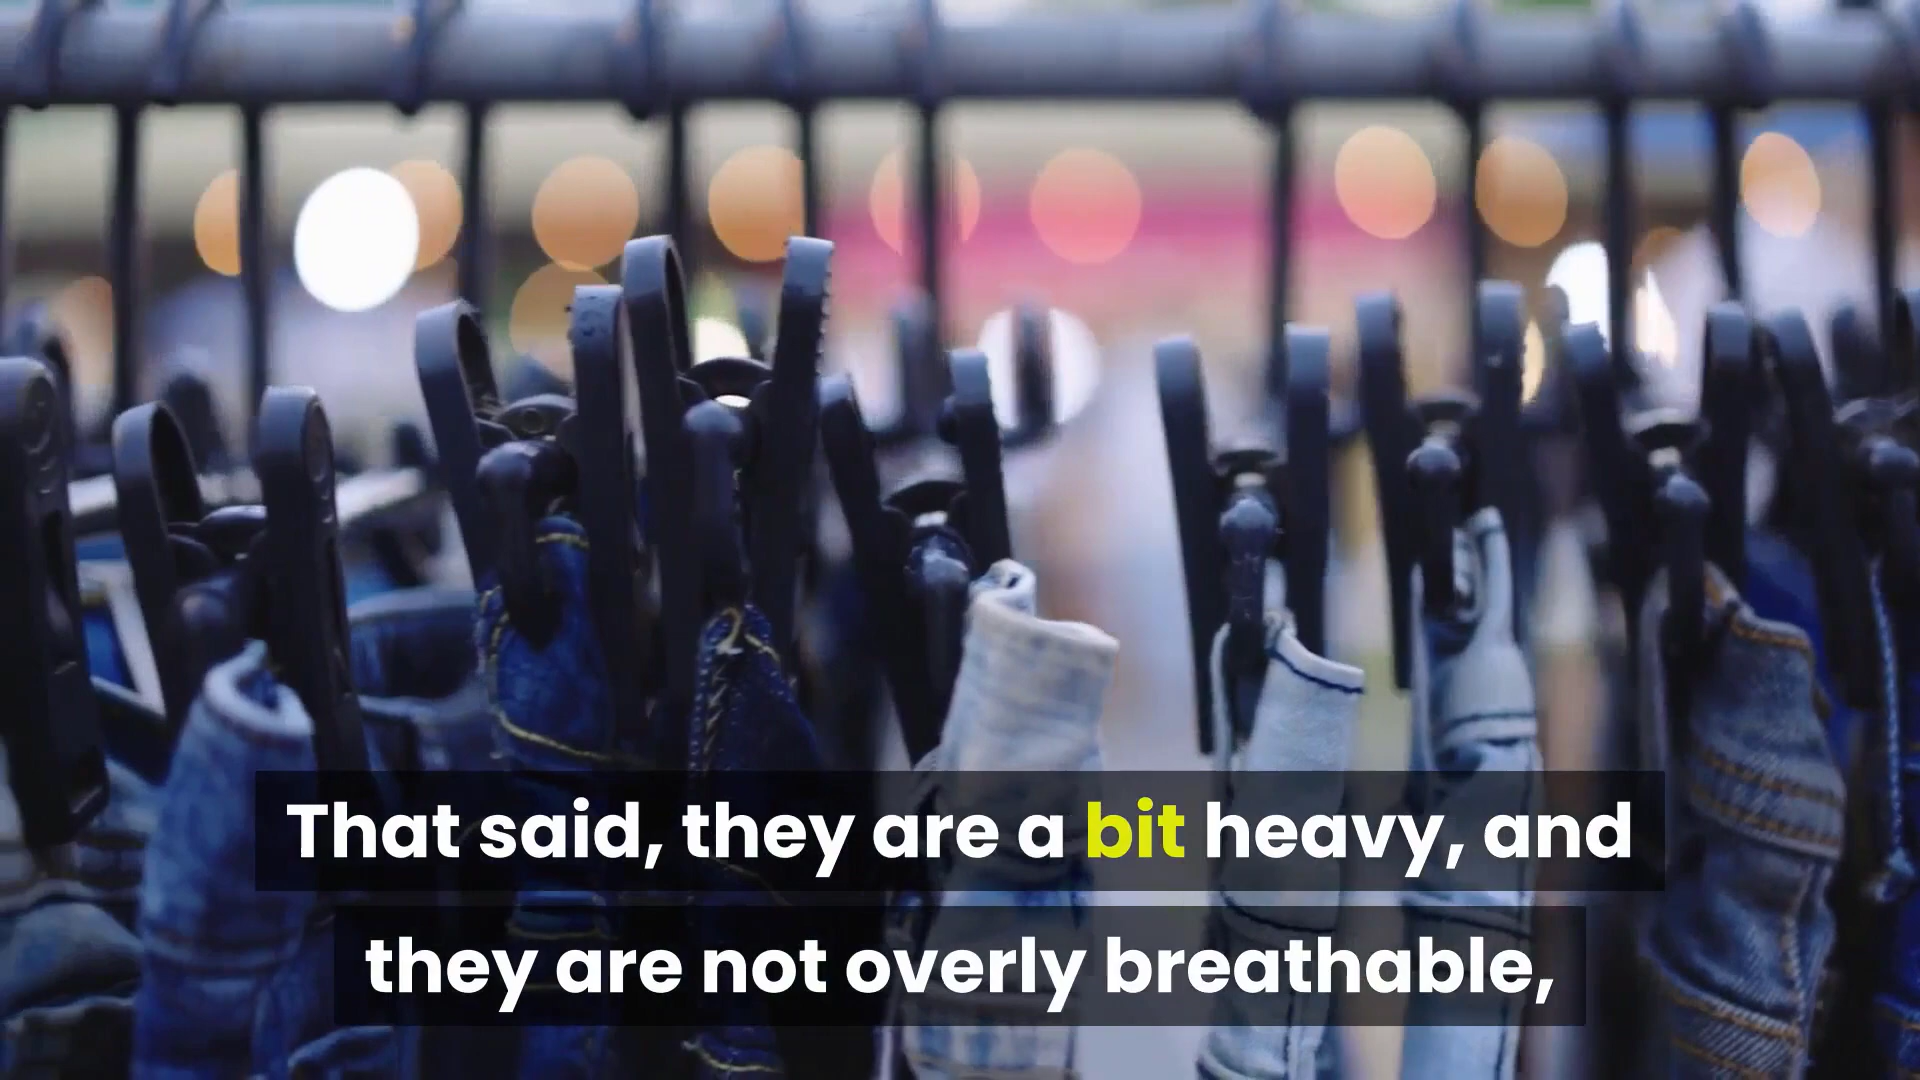 That said, they are a bit heavy, and
they are not overly breathable,